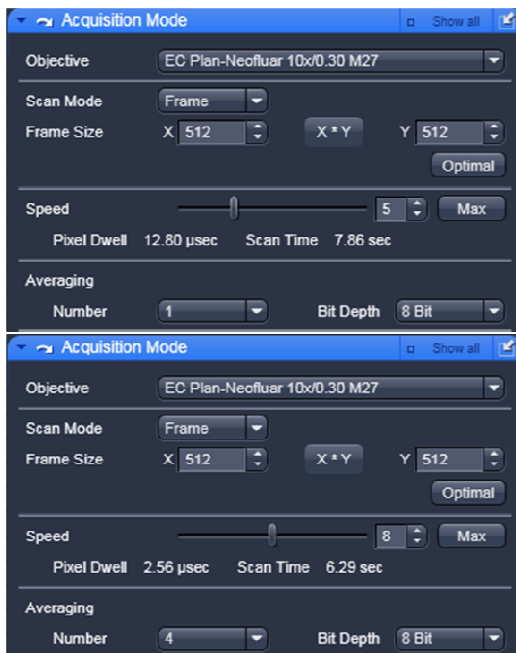 Acquisition Mode Show all
Objective EC Plan-Neofluar 10x/0.30 M27
Scan Mode Frame
Frame Size X 512 X * Y Y 512
Optimal
Speed 5 Max
Pixel Dwell 12.80 µsec Scan Time 7.86 sec
Averaging
Number 1 Bit Depth 8 Bit
Acquisition Mode Show all
Objective EC Plan-Neofluar 10x/0.30 M27
Scan Mode Frame
Frame Size X 512 X * Y Y 512
Optimal
Speed 8 Max
Pixel Dwell 2.56 µsec Scan Time 6.29 sec
Averaging
Number 4 Bit Depth 8 Bit